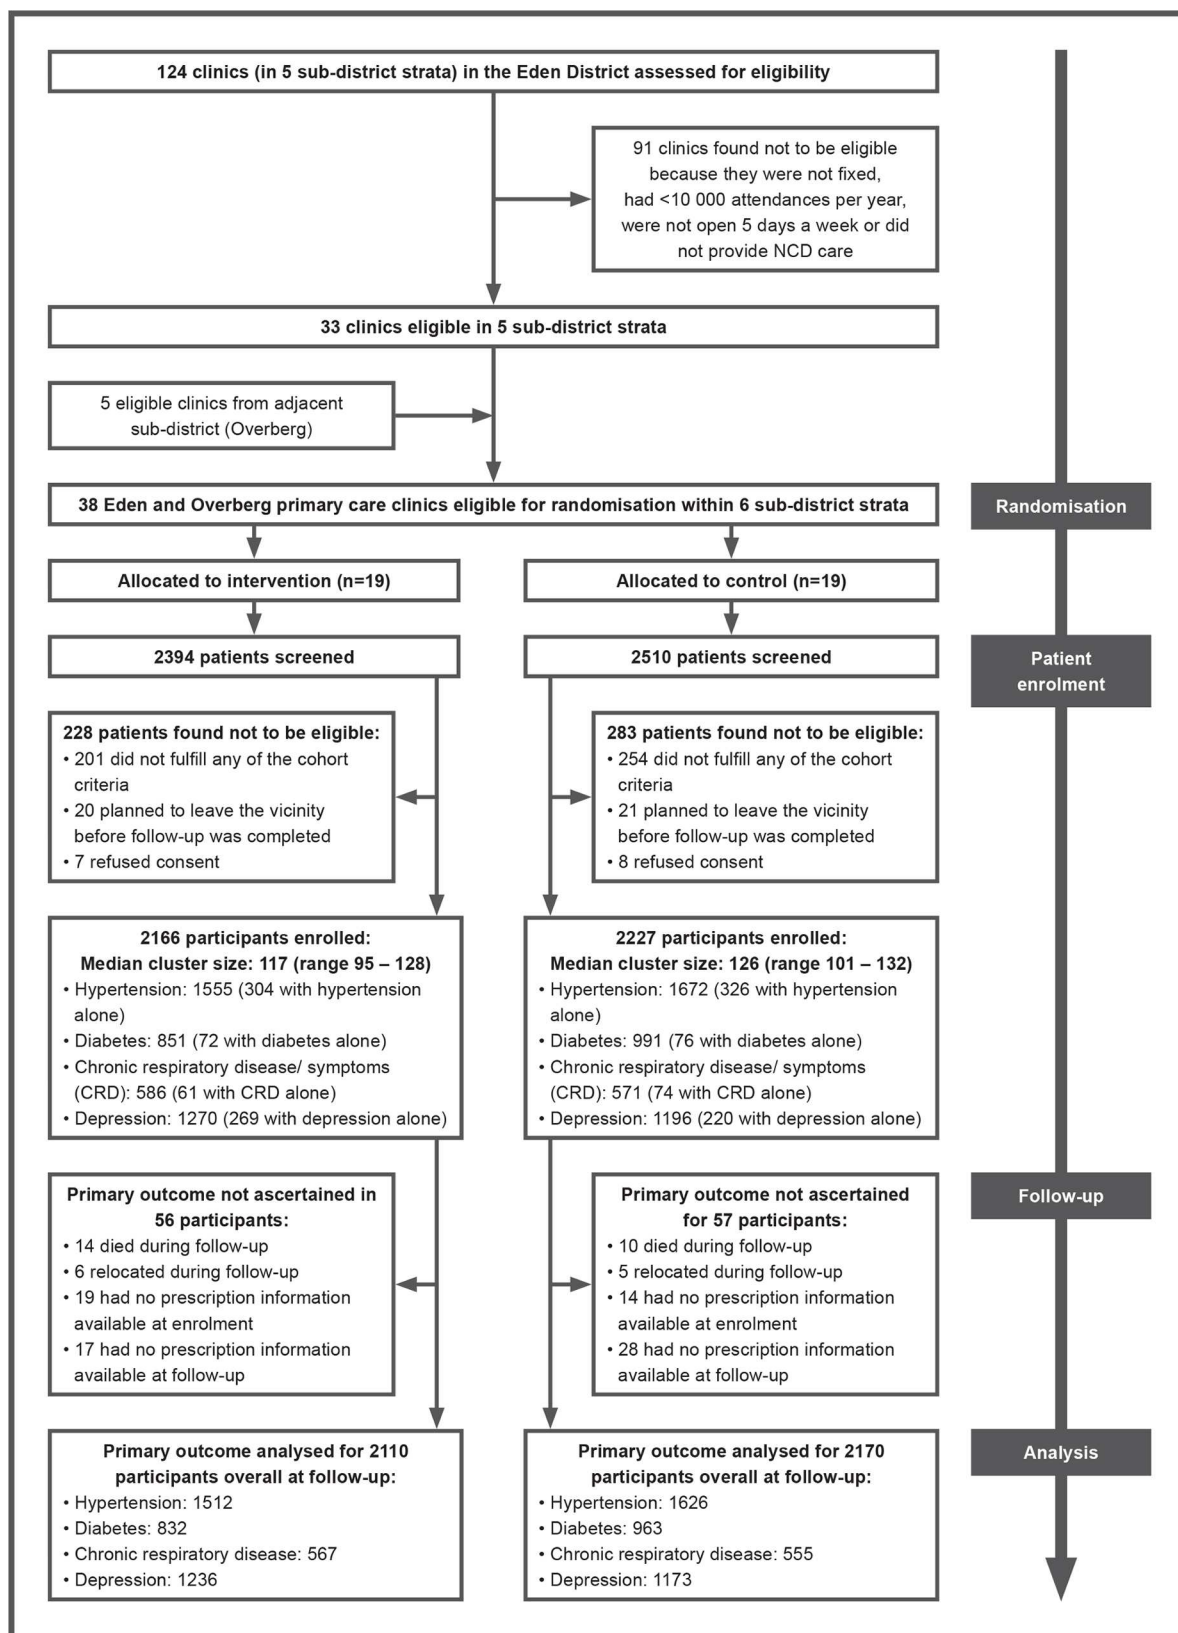 124 clinics (in 5 sub-district strata) in the Eden District assessed for eligibility
91 clinics found not to be eligible
because they were not fixed,
had <10 000 attendances per year,
were not open 5 days a week or did
not provide NCD care
33 clinics eligible in 5 sub-district strata
5 eligible clinics from adjacent
sub-district (Overberg)
38 Eden and Overberg primary care clinics eligible for randomisation within 6 sub-district strata
Randomisation
Allocated to intervention (n=19)
Allocated to control (n=19)
2394 patients screened
2510 patients screened
Patient
enrolment
228 patients found not to be eligible:
• 201 did not fulfill any of the cohort
criteria
• 20 planned to leave the vicinity
before follow-up was completed
• 7 refused consent
283 patients found not to be eligible:
• 254 did not fulfill any of the cohort
criteria
• 21 planned to leave the vicinity
before follow-up was completed
• 8 refused consent
2166 participants enrolled:
Median cluster size: 117 (range 95 – 128)
• Hypertension: 1555 (304 with hypertension
alone)
• Diabetes: 851 (72 with diabetes alone)
• Chronic respiratory disease/ symptoms
(CRD): 586 (61 with CRD alone)
• Depression: 1270 (269 with depression alone)
2227 participants enrolled:
Median cluster size: 126 (range 101 – 132)
• Hypertension: 1672 (326 with hypertension
alone)
• Diabetes: 991 (76 with diabetes alone)
• Chronic respiratory disease/ symptoms
(CRD): 571 (74 with CRD alone)
• Depression: 1196 (220 with depression alone)
Primary outcome not ascertained in
56 participants:
• 14 died during follow-up
• 6 relocated during follow-up
• 19 had no prescription information
available at enrolment
• 17 had no prescription information
available at follow-up
Primary outcome not ascertained
for 57 participants:
• 10 died during follow-up
• 5 relocated during follow-up
• 14 had no prescription information
available at enrolment
• 28 had no prescription information
available at follow-up
Follow-up
Primary outcome analysed for 2110
participants overall at follow-up:
• Hypertension: 1512
• Diabetes: 832
• Chronic respiratory disease: 567
• Depression: 1236
Primary outcome analysed for 2170
participants overall at follow-up:
• Hypertension: 1626
• Diabetes: 963
• Chronic respiratory disease: 555
• Depression: 1173
Analysis